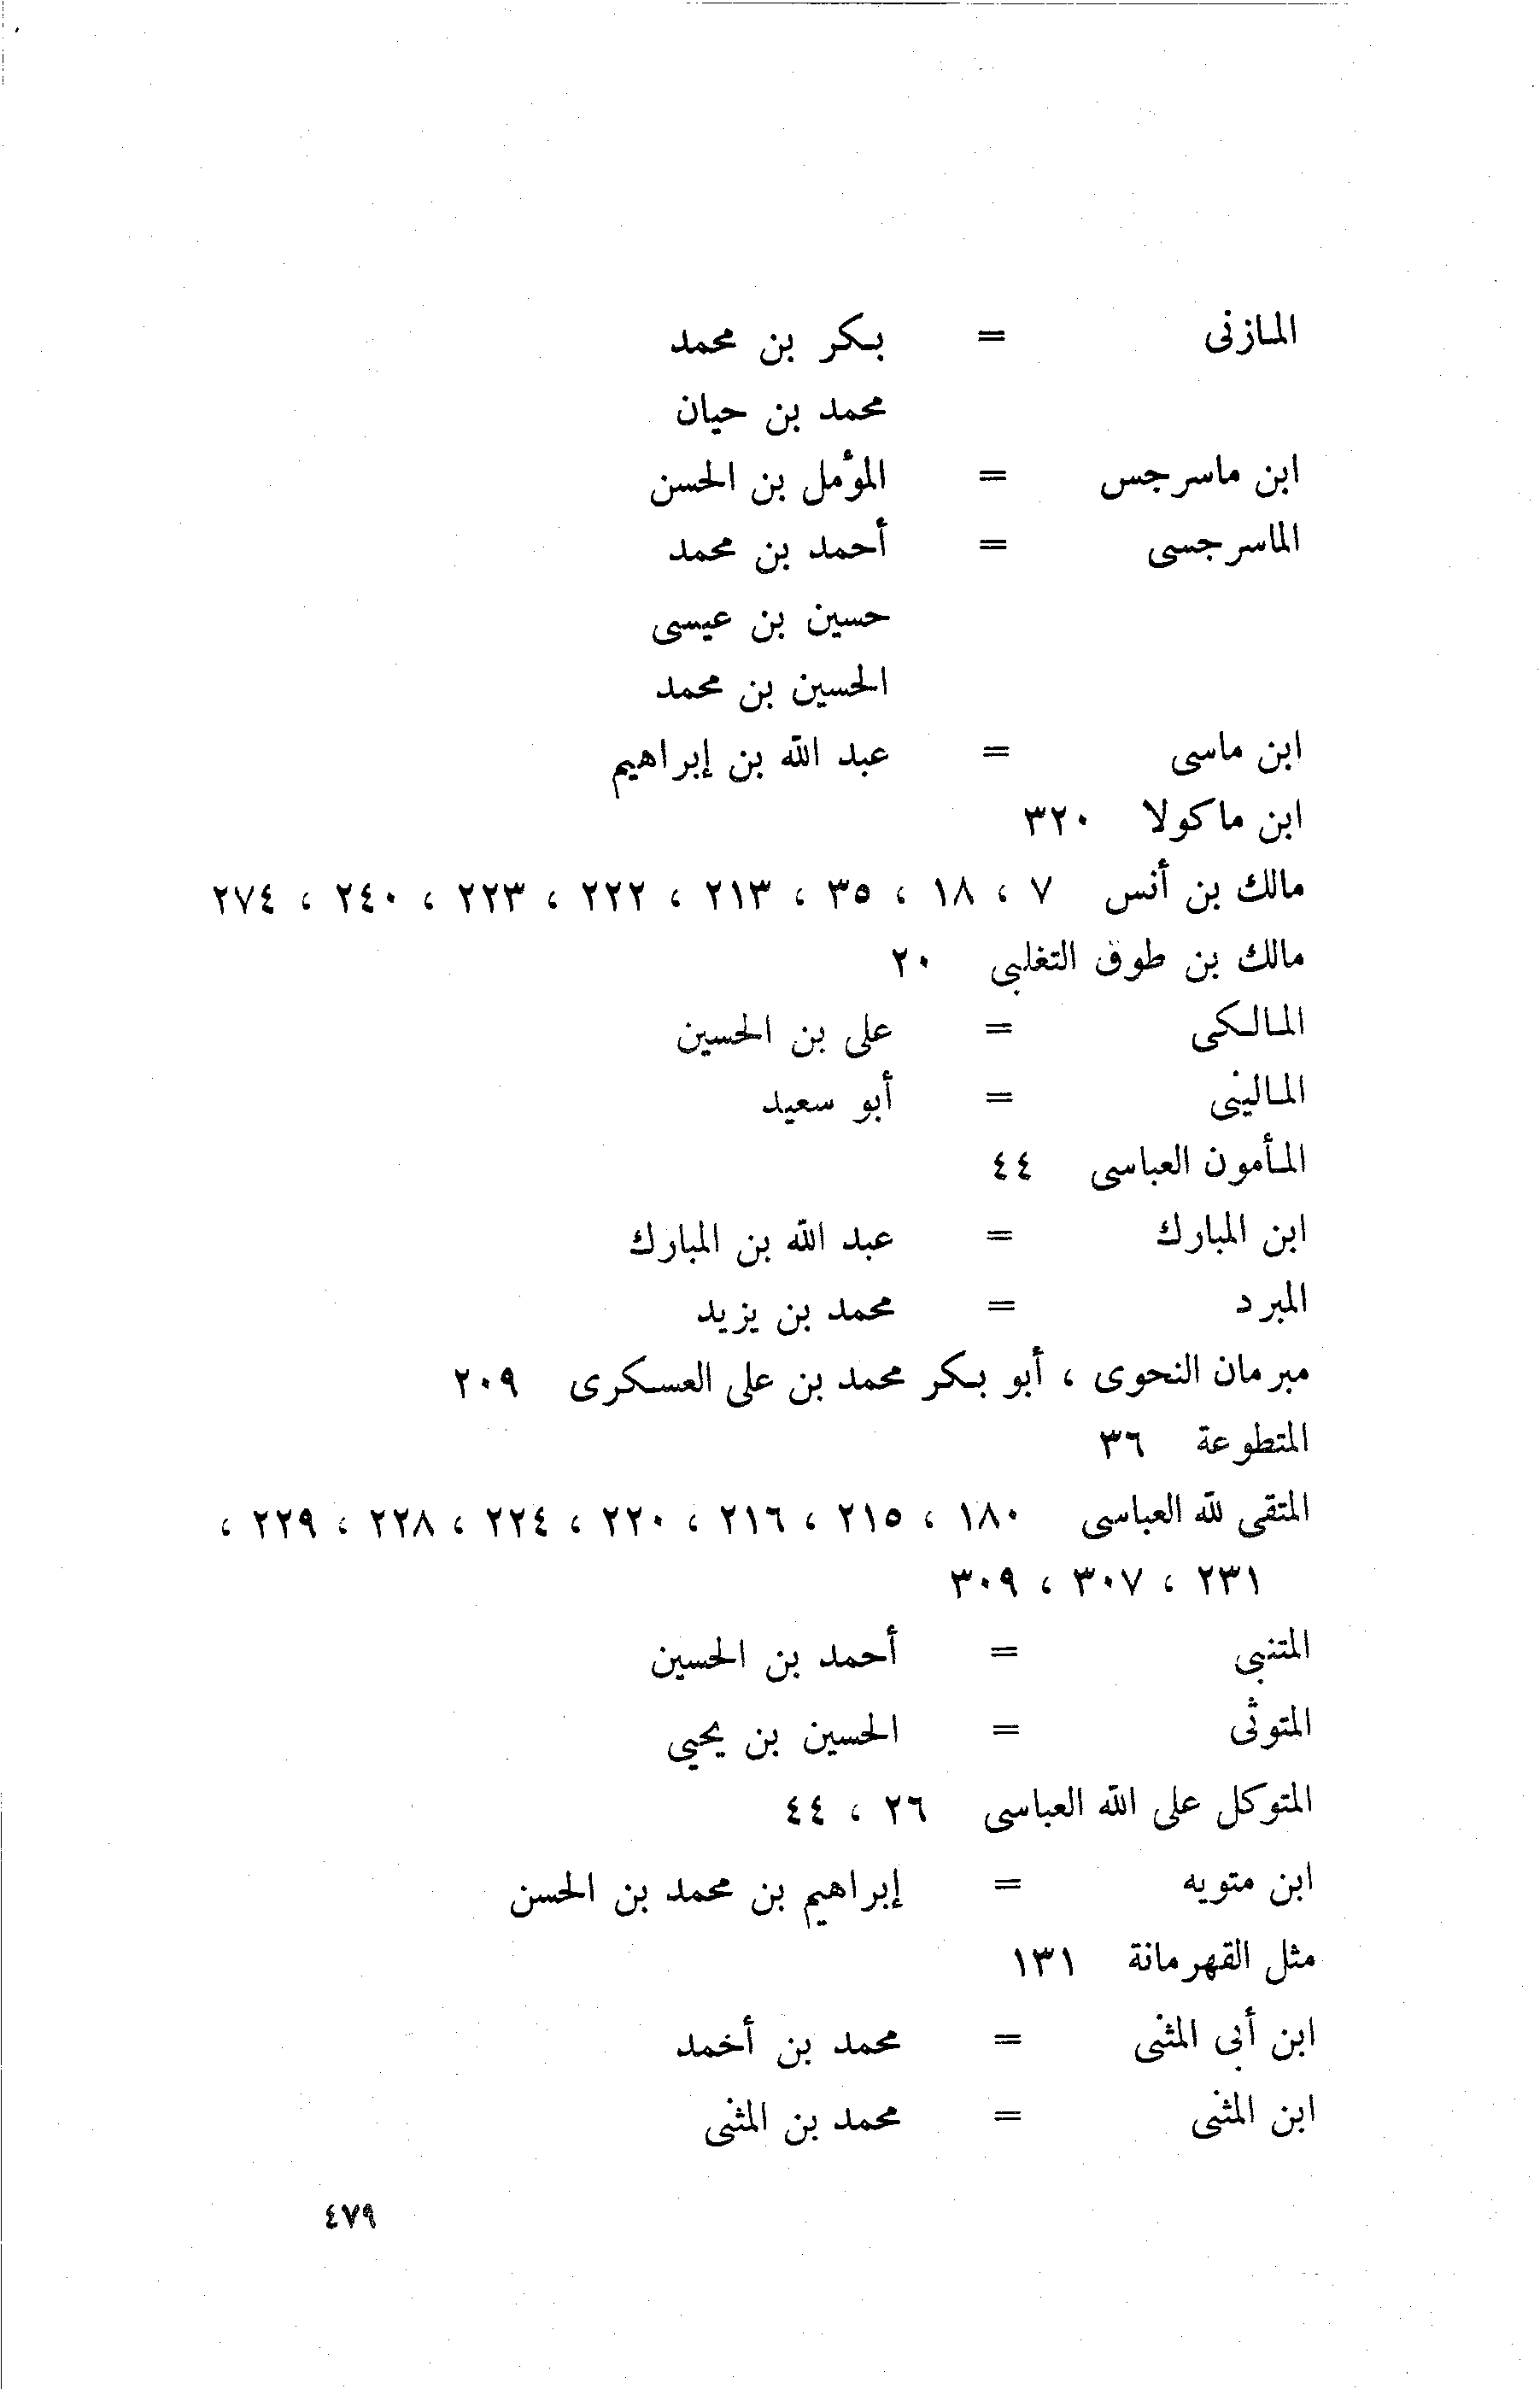 المازنى = بكر بن محمد
محمد بن حيان
ابن ماسرجس = المؤمل بن الحسن
الماسرجسى = أحمد بن محمد
حسين بن عيسى
الحسين بن محمد
ابن ماسى = عبد الله بن إبراهيم
ابن ماكولا ٣٢٠
مالك بن أنس ٧ ، ١٨ ، ٣٥ ، ٢١٣ ، ٢٢٢ ، ٢٢٣ ، ٢٤٠ ، ٢٧٤
مالك بن طوق التغلبى ٢٠
المالكى = على بن الحسين
المالينى = أبو سعيد
المأمون العباسى ٤٤
ابن المبارك = عبد الله بن المبارك
المبرد = محمد بن يزيد
مبرمان النحوى ، أبو بكر محمد بن على العسكرى ٢٠٩
المتطوعة ٣٦
المتقى لله العباسى ١٨٠ ، ٢١٥ ، ٢١٦ ، ٢٢٠ ، ٢٢٤ ، ٢٢٨ ، ٢٢٩ ،
٢٣١ ، ٣٠٧ ، ٣٠٩
المتنبى = أحمد بن الحسين
المتوثى = الحسين بن يحيى
المتوكل على الله العباسى ٢٦ ، ٤٤
ابن متويه = إبراهيم بن محمد بن الحسن
مثل القهرمانة ١٣١
ابن أبى المثنى = محمد بن أخمد
ابن المثنى = محمد بن المثنى
٤٧٩